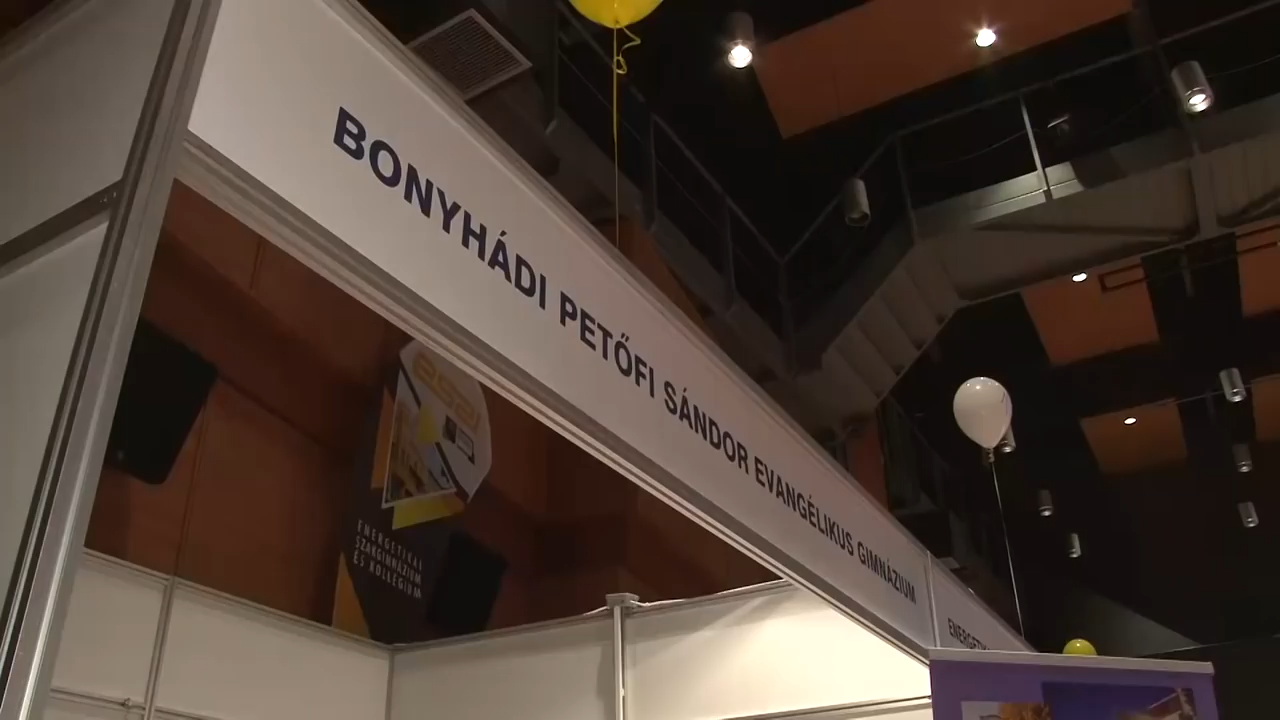 BONYHÁDI PETŐFI SÁNDOR EVANGÉLIKUS GIMNÁZIUM
ENERGETIKAI
SZAKGIMNÁZIUM
ÉS KOLLÉGIUM